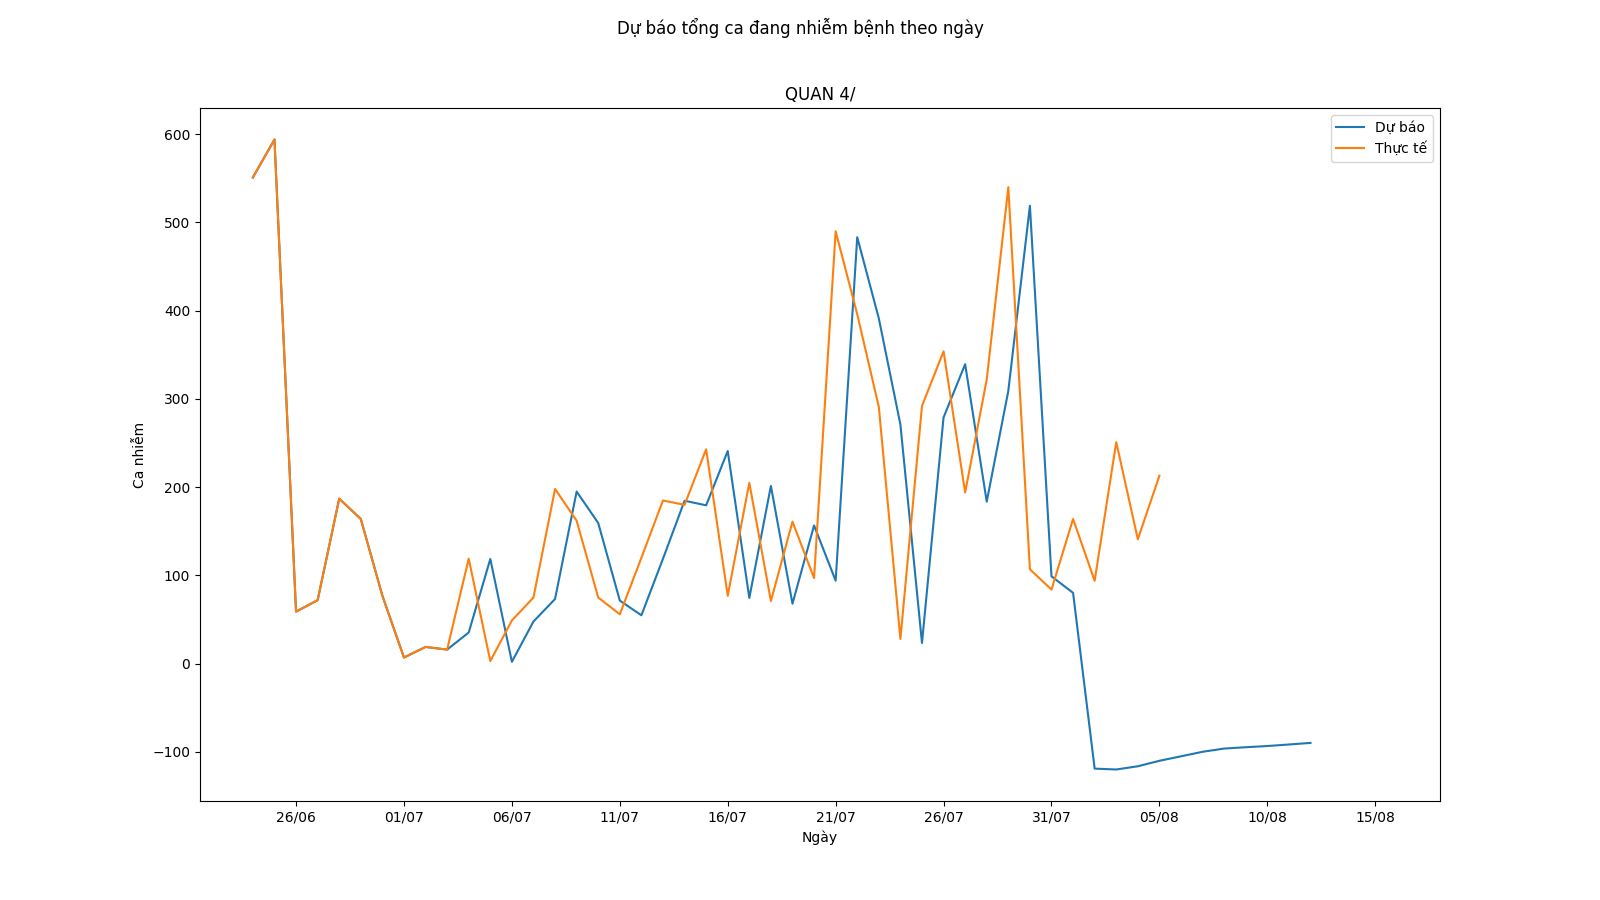 Dự báo tổng ca đang nhiễm bệnh theo ngày
QUAN 4/
Dự báo
Thực tế
600
500
400
300
200
100
0
−100
Ca nhiễm
26/06 01/07 06/07 11/07 16/07 21/07 26/07 31/07 05/08 10/08 15/08
Ngày